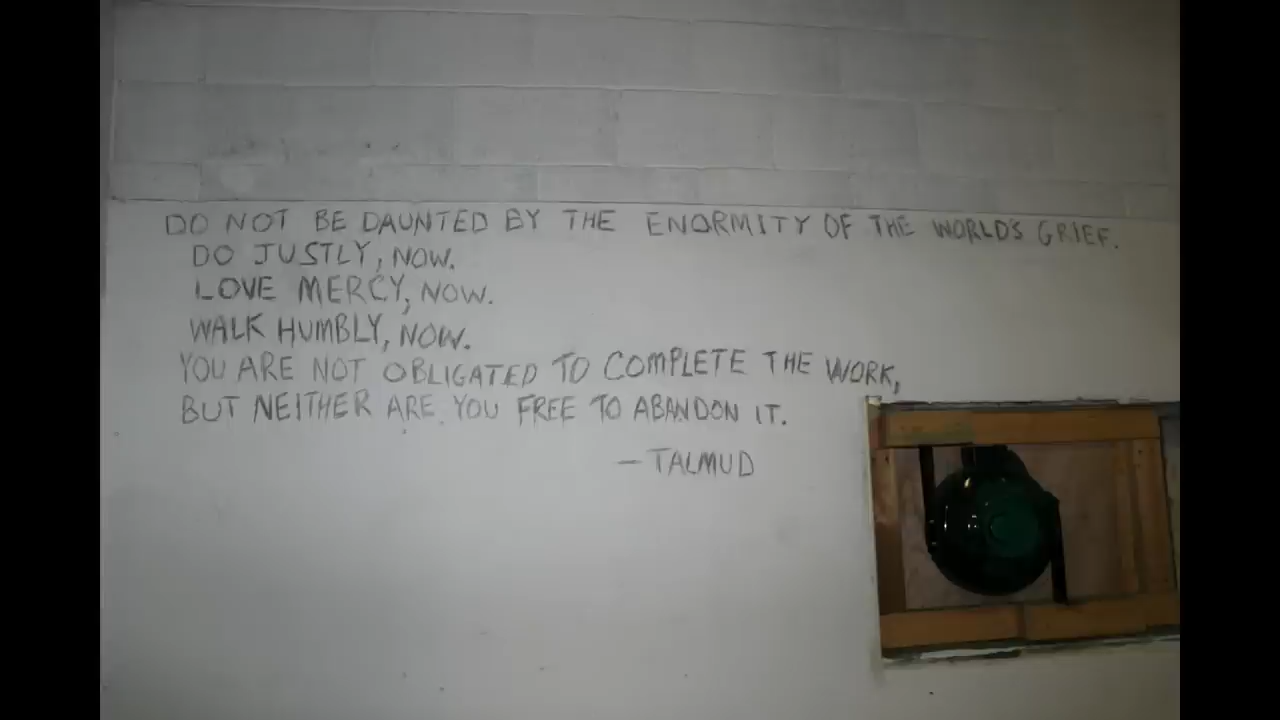 DO NOT BE DAUNTED BY THE ENORMITY OF THE WORLD'S GRIEF.
DO JUSTLY, NOW.
LOVE MERCY, NOW.
WALK HUMBLY, NOW.
YOU ARE NOT OBLIGATED TO COMPLETE THE WORK,
BUT NEITHER ARE YOU FREE TO ABANDON IT.
— TALMUD